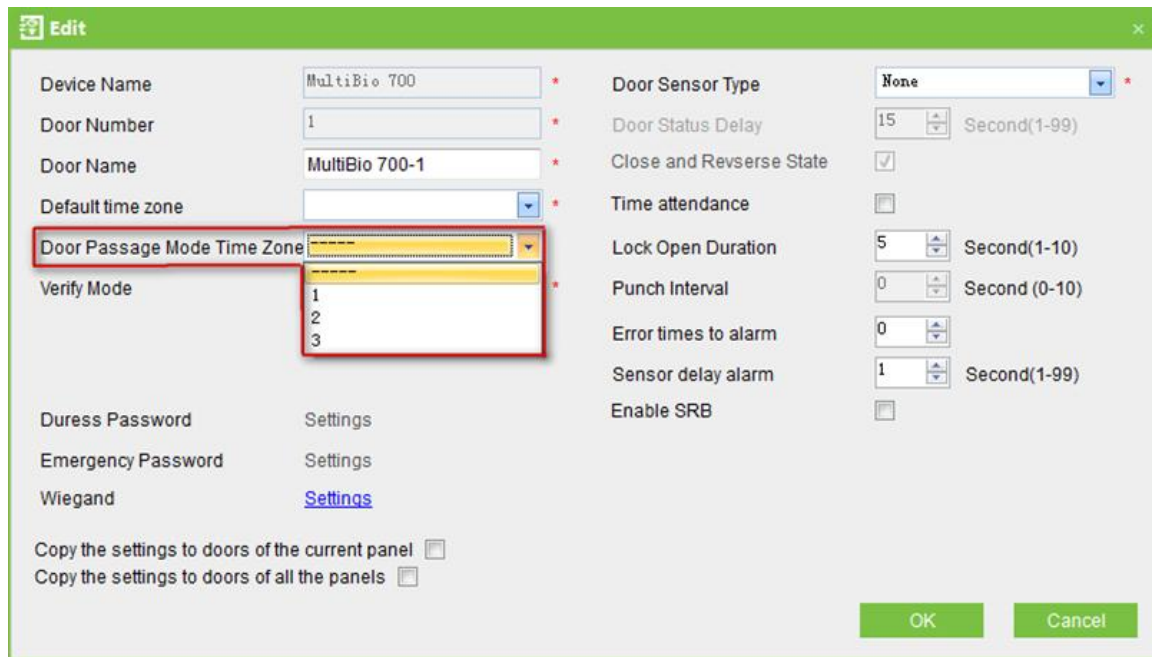 Edit
Device Name MultiBio 700 *
Door Number 1 *
Door Name MultiBio 700-1 *
Default time zone *
Door Passage Mode Time Zone -----
-----
1
2
3
Verify Mode *
Duress Password Settings
Emergency Password Settings
Wiegand Settings
Copy the settings to doors of the current panel
Copy the settings to doors of all the panels
Door Sensor Type None *
Door Status Delay 15 Second(1-99)
Close and Revserse State
Time attendance
Lock Open Duration 5 Second(1-10)
Punch Interval 0 Second (0-10)
Error times to alarm 0
Sensor delay alarm 1 Second(1-99)
Enable SRB
OK Cancel